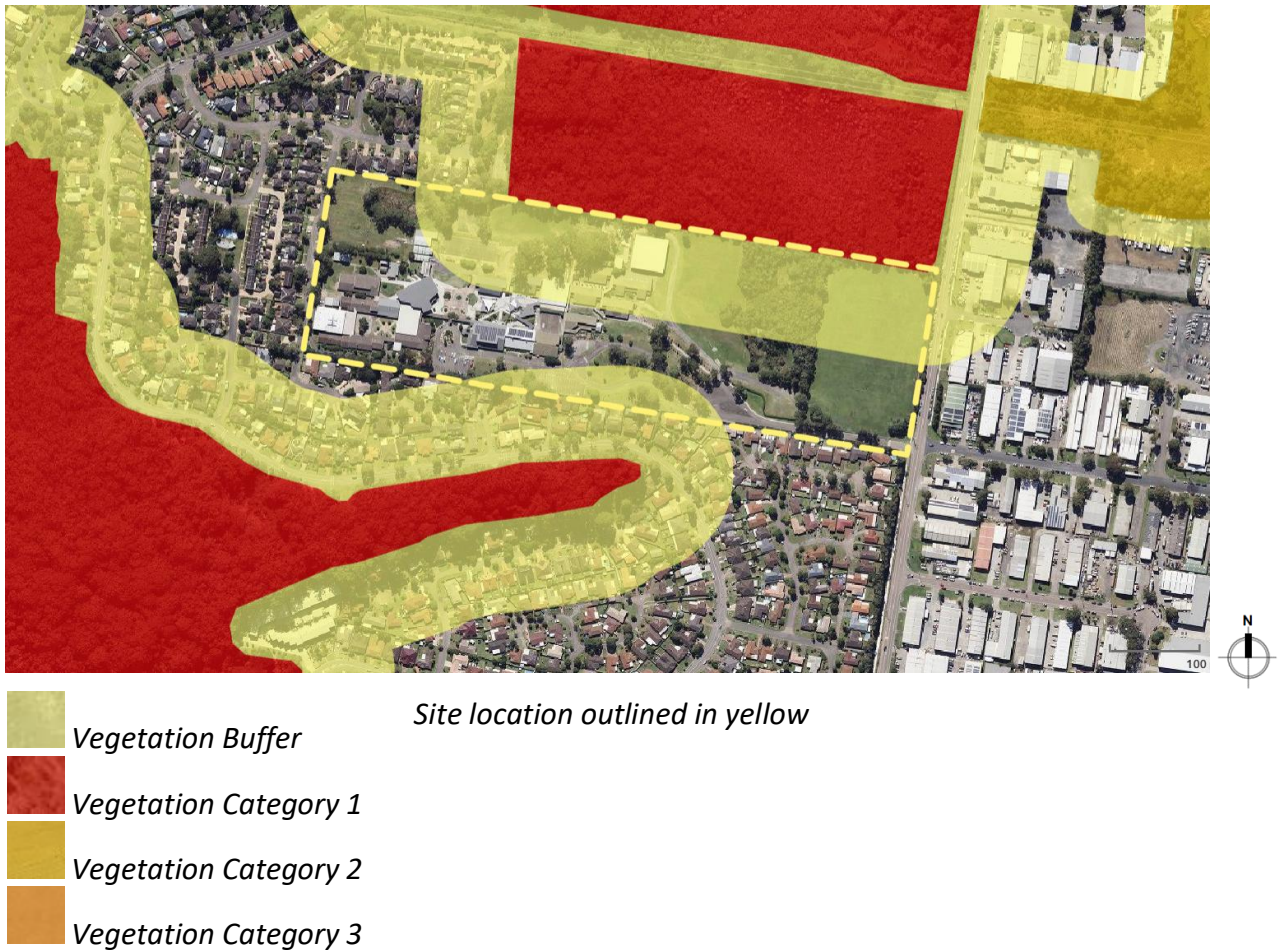 N
100
Site location outlined in yellow
Vegetation Buffer
Vegetation Category 1
Vegetation Category 2
Vegetation Category 3